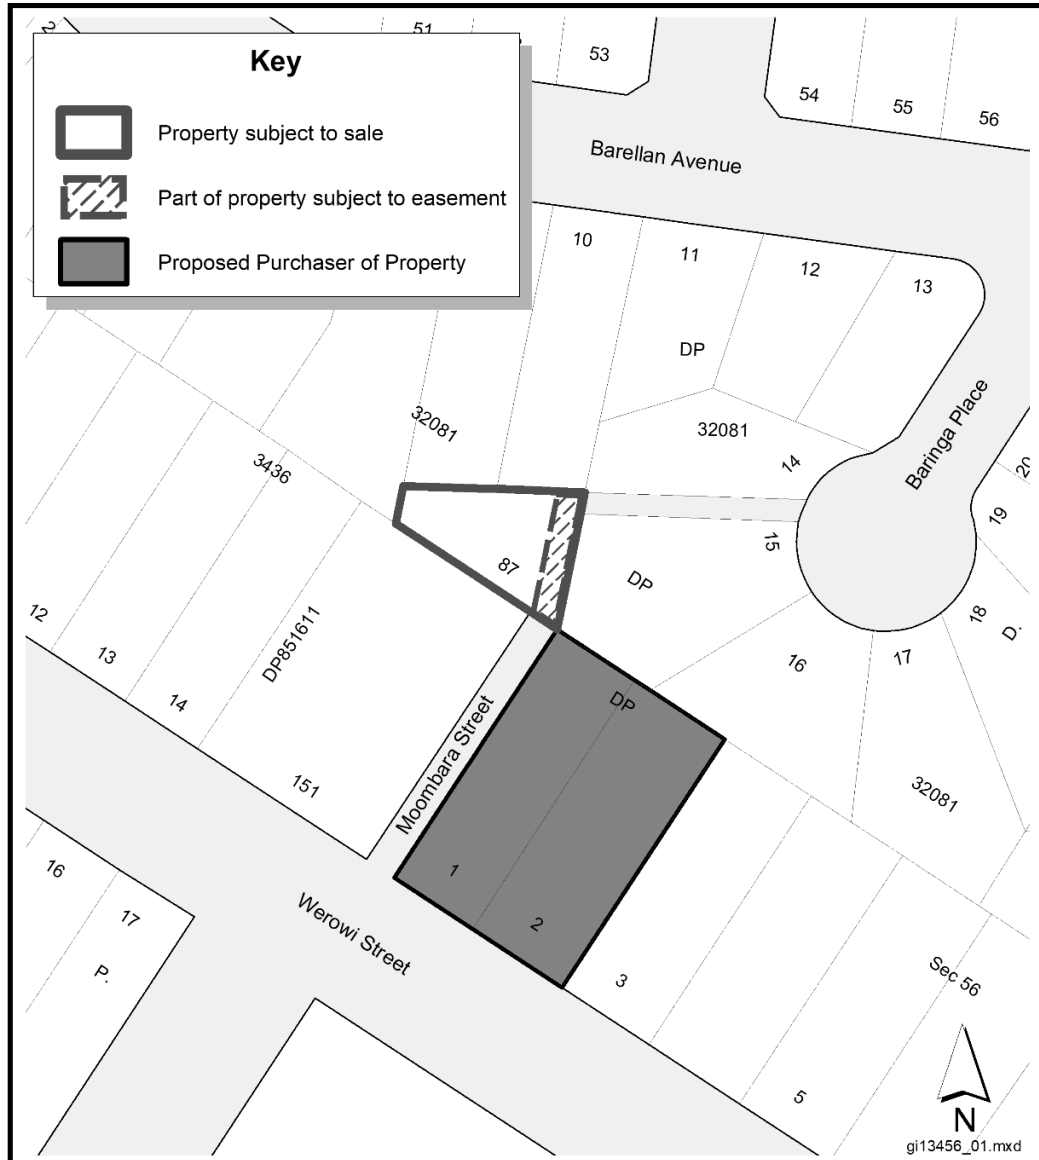 51
2
53
54
55
56
Key
Property subject to sale
Part of property subject to easement
Proposed Purchaser of Property
Barellan Avenue
10
11
12
13
DP
32081
32081
14
Baringa Place
3436
20
19
15
87
DP
18
D.
12
13
14
DP851611
16
17
DP
151
Moombara Street
32081
1
2
16
17
P.
Werowi Street
3
Sec 56
5
N
gi13456_01.mxd